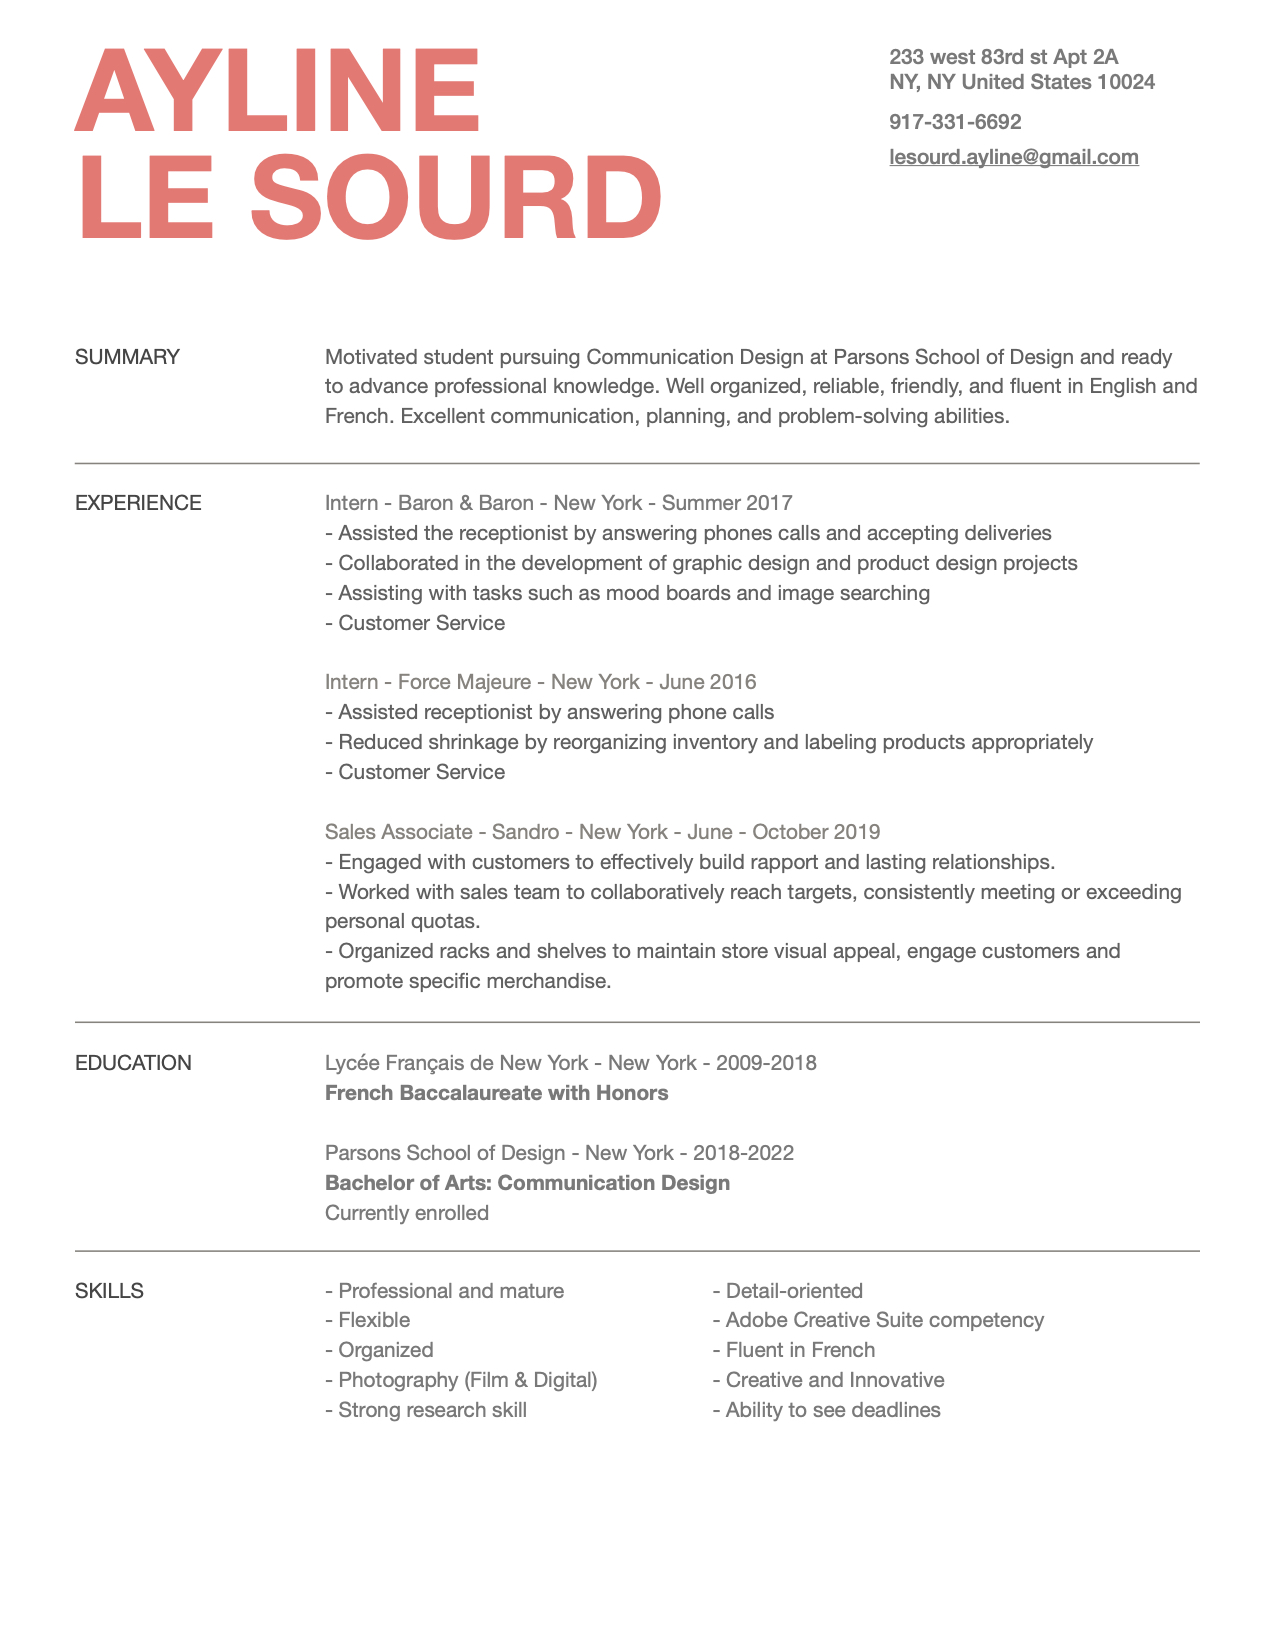 AYLINE
LE SOURD
233 west 83rd st Apt 2A
NY, NY United States 10024
917-331-6692
lesourd.ayline@gmail.com
SUMMARY
Motivated student pursuing Communication Design at Parsons School of Design and ready
to advance professional knowledge. Well organized, reliable, friendly, and fluent in English and
French. Excellent communication, planning, and problem-solving abilities.
EXPERIENCE
Intern - Baron & Baron - New York - Summer 2017
- Assisted the receptionist by answering phones calls and accepting deliveries
- Collaborated in the development of graphic design and product design projects
- Assisting with tasks such as mood boards and image searching
- Customer Service
Intern - Force Majeure - New York - June 2016
- Assisted receptionist by answering phone calls
- Reduced shrinkage by reorganizing inventory and labeling products appropriately
- Customer Service
Sales Associate - Sandro - New York - June - October 2019
- Engaged with customers to effectively build rapport and lasting relationships.
- Worked with sales team to collaboratively reach targets, consistently meeting or exceeding
personal quotas.
- Organized racks and shelves to maintain store visual appeal, engage customers and
promote specific merchandise.
EDUCATION
Lycée Français de New York - New York - 2009-2018
French Baccalaureate with Honors
Parsons School of Design - New York - 2018-2022
Bachelor of Arts: Communication Design
Currently enrolled
SKILLS
- Professional and mature
- Flexible
- Organized
- Photography (Film & Digital)
- Strong research skill
- Detail-oriented
- Adobe Creative Suite competency
- Fluent in French
- Creative and Innovative
- Ability to see deadlines